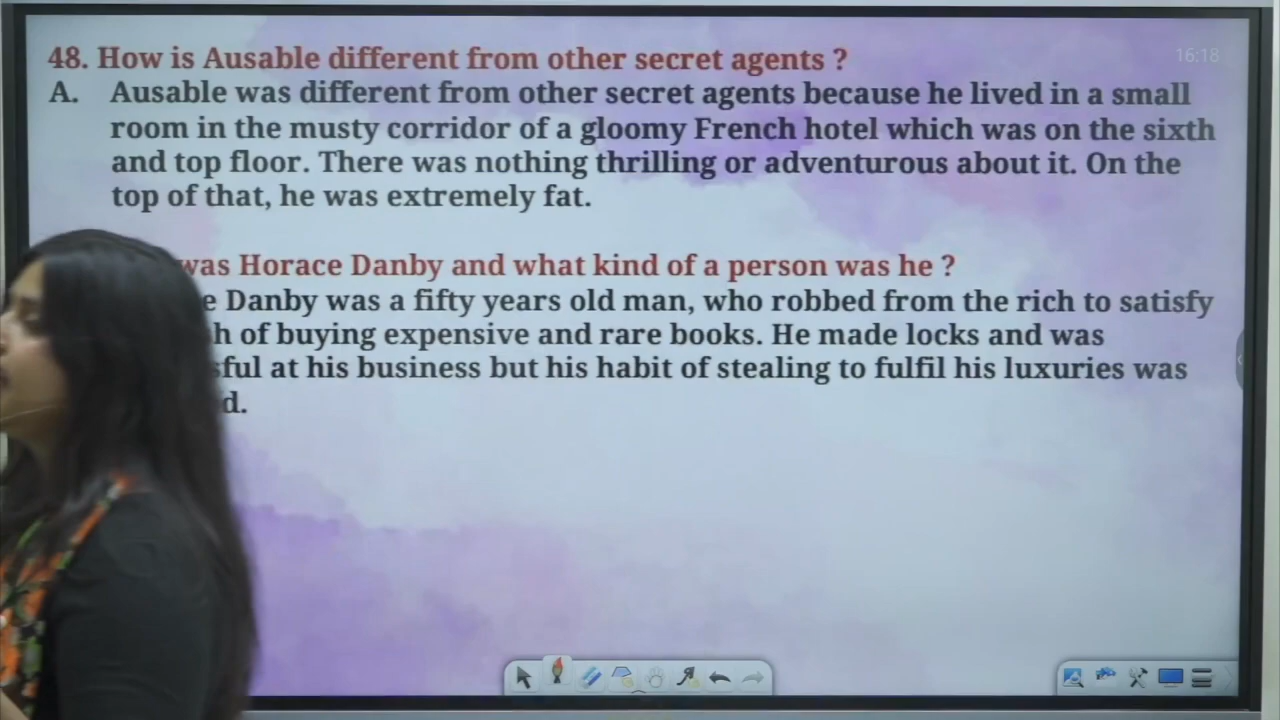 16:18
48. How is Ausable different from other secret agents ?
A. Ausable was different from other secret agents because he lived in a small
room in the musty corridor of a gloomy French hotel which was on the sixth
and top floor. There was nothing thrilling or adventurous about it. On the
top of that, he was extremely fat.
was Horace Danby and what kind of a person was he ?
Danby was a fifty years old man, who robbed from the rich to satisfy
of buying expensive and rare books. He made locks and was
at his business but his habit of stealing to fulfil his luxuries was